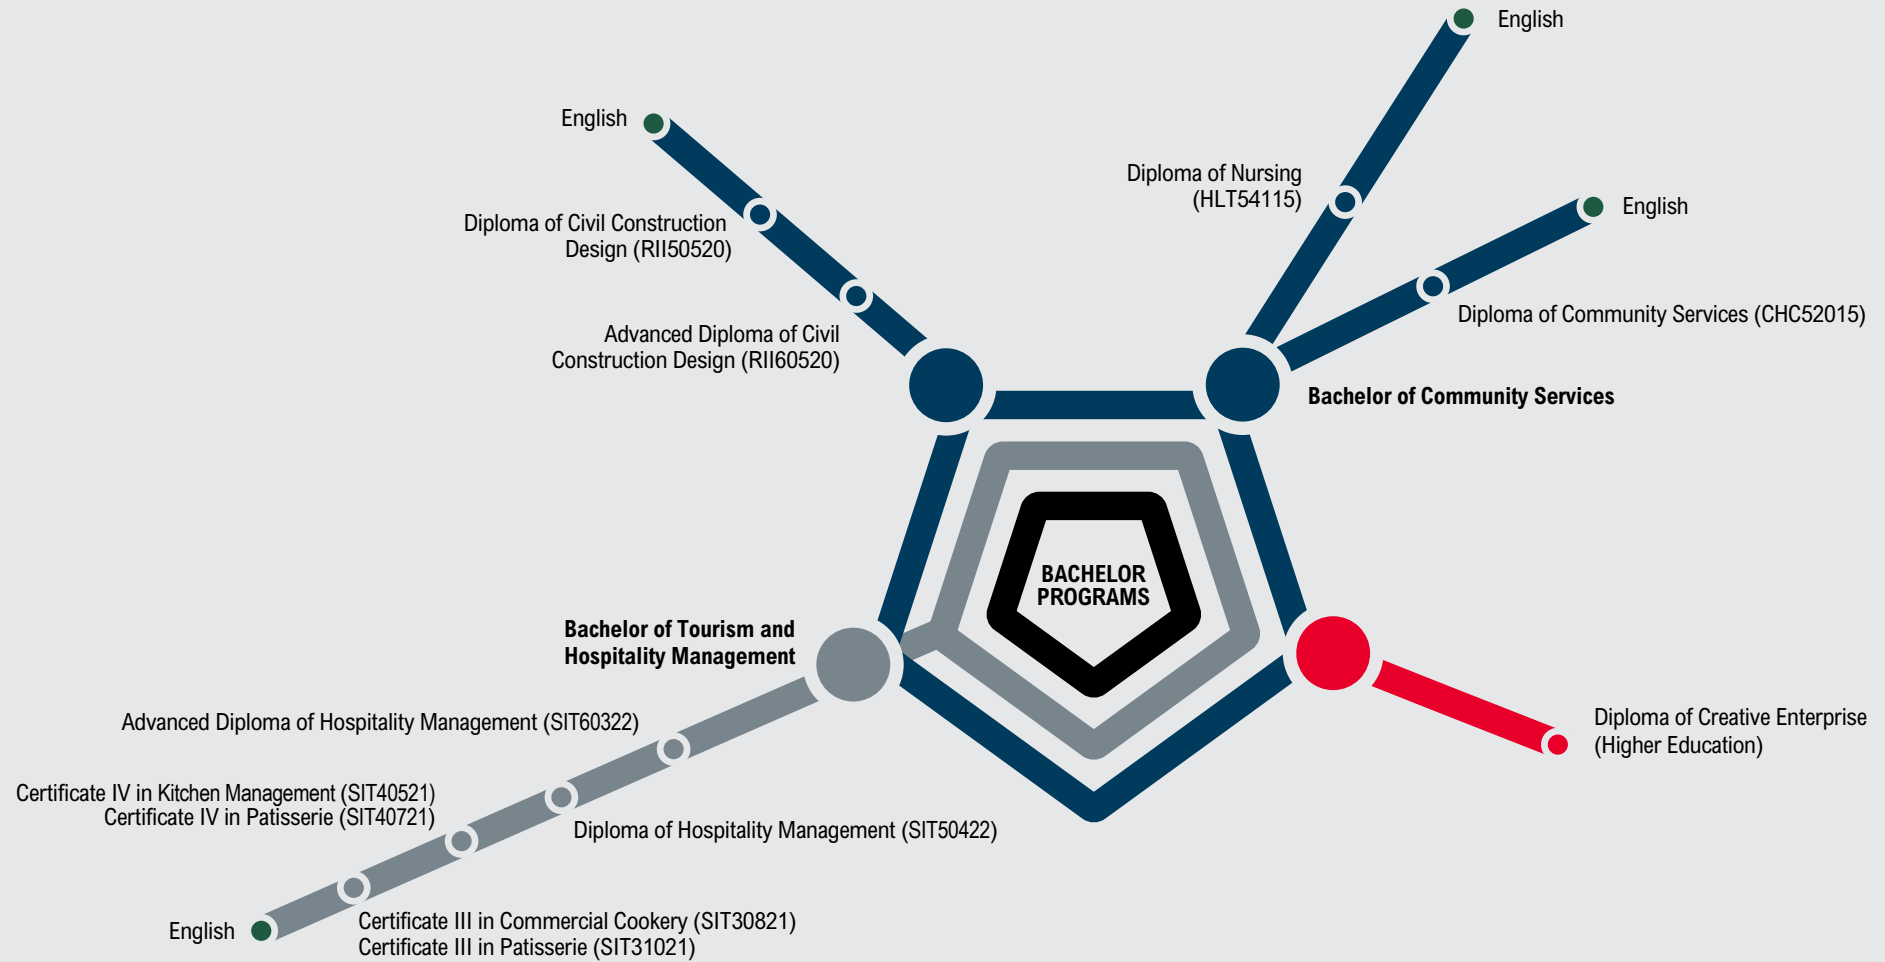 English
English
Diploma of Nursing
(HLT54115)
English
Diploma of Civil Construction
Design (RII50520)
Diploma of Community Services (CHC52015)
Advanced Diploma of Civil
Construction Design (RII60520)
Bachelor of Community Services
BACHELOR
PROGRAMS
Bachelor of Tourism and
Hospitality Management
Advanced Diploma of Hospitality Management (SIT60322)
Diploma of Creative Enterprise
(Higher Education)
Certificate IV in Kitchen Management (SIT40521)
Certificate IV in Patisserie (SIT40721)
Diploma of Hospitality Management (SIT50422)
English
Certificate III in Commercial Cookery (SIT30821)
Certificate III in Patisserie (SIT31021)